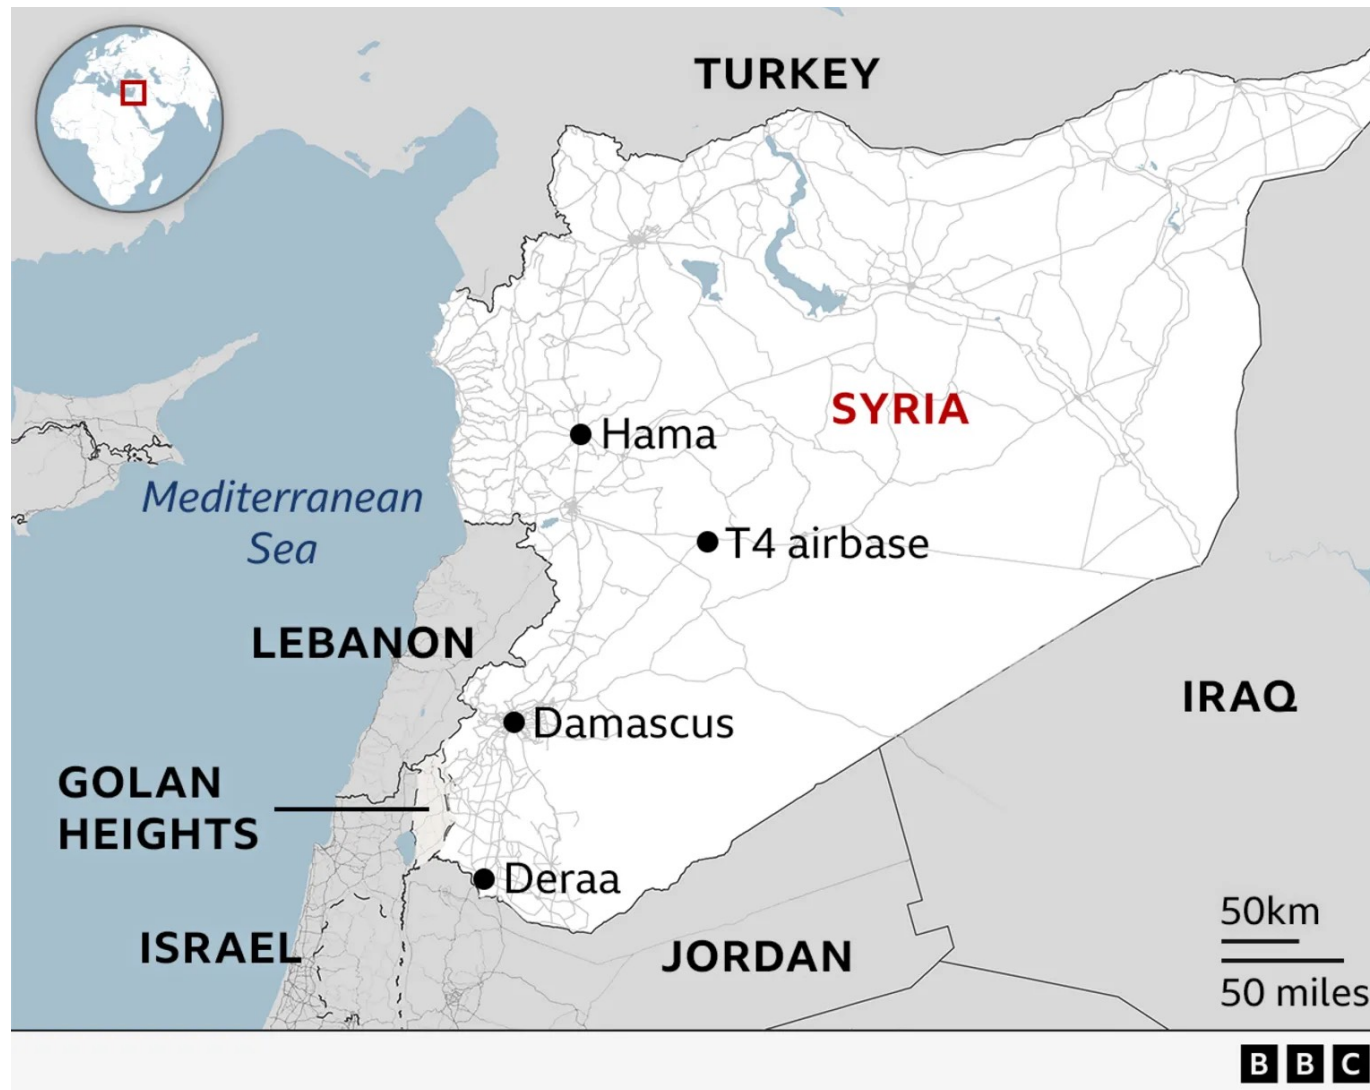 TURKEY
SYRIA
Hama
Mediterranean
Sea
T4 airbase
LEBANON
IRAQ
Damascus
GOLAN
HEIGHTS
Deraa
50km
ISRAEL
JORDAN
50 miles
BBC